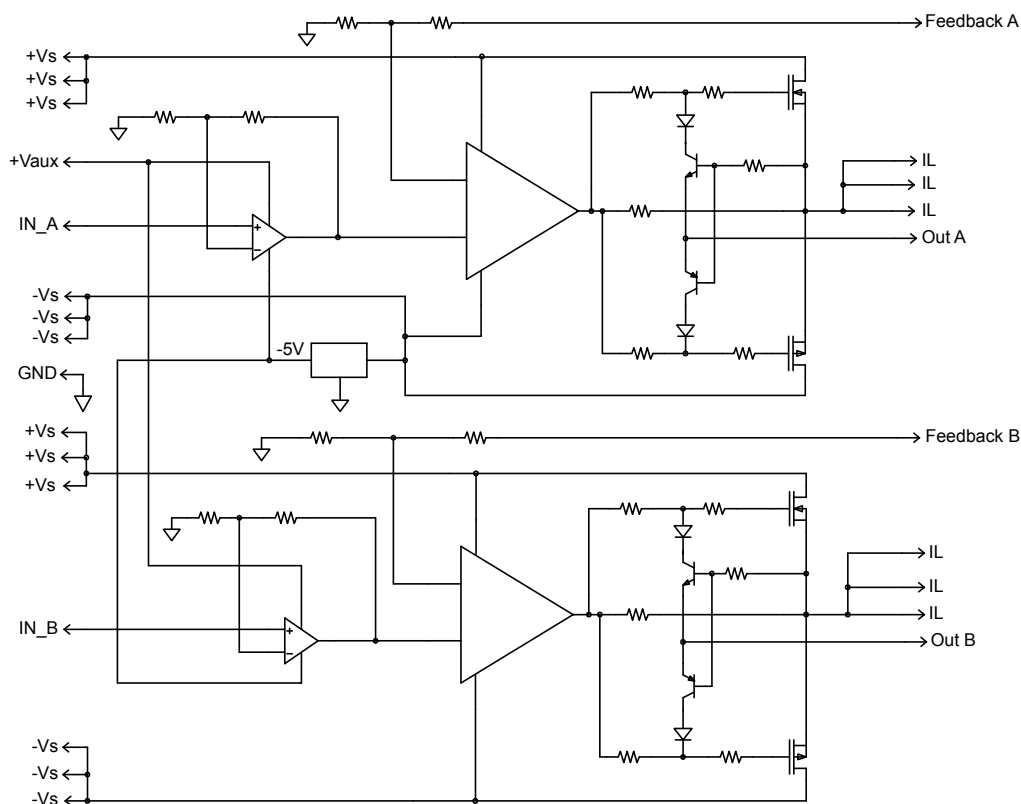 Feedback A
+Vs
+Vs
+Vs
+Vaux
IL
IL
IL
IN_A
+
−
Out A
-Vs
-Vs
-Vs
-5V
GND
+Vs
+Vs
+Vs
Feedback B
IL
IL
IL
IN_B
+
−
Out B
-Vs
-Vs
-Vs